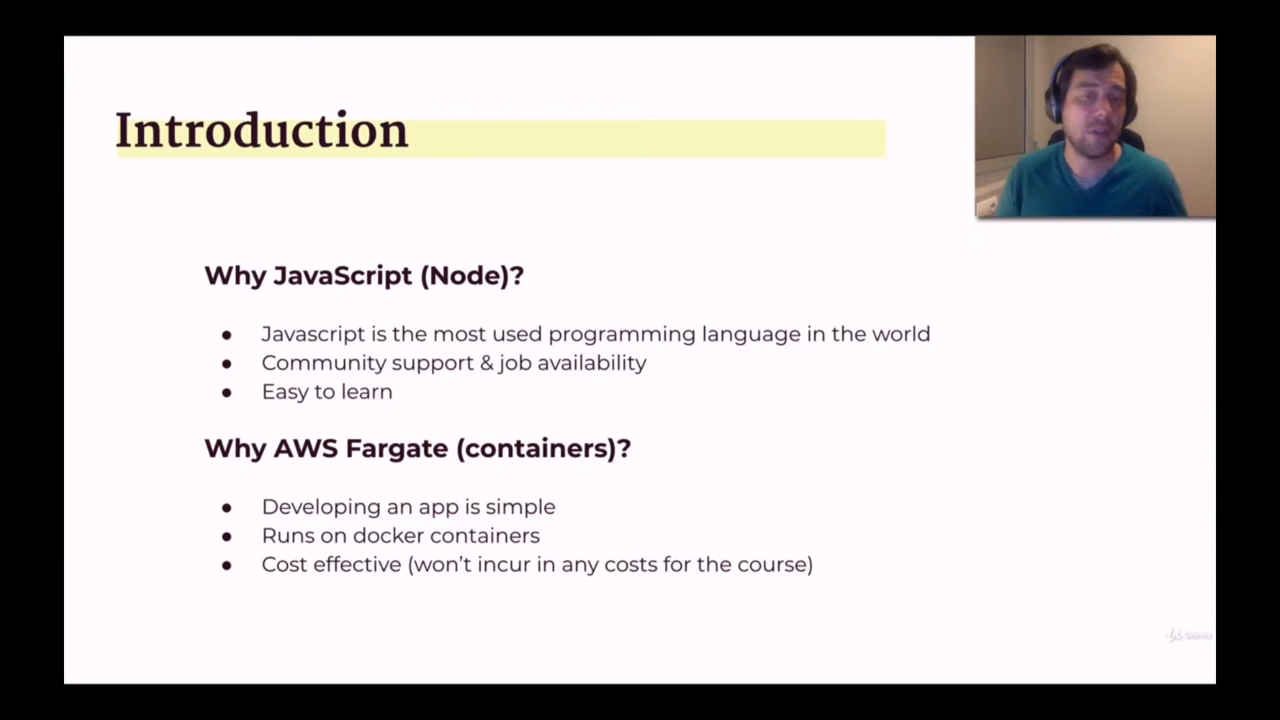 Introduction
Why JavaScript (Node)?
● Javascript is the most used programming language in the world
● Community support & job availability
● Easy to learn
Why AWS Fargate (containers)?
● Developing an app is simple
● Runs on docker containers
● Cost effective (won’t incur in any costs for the course)
Udemy